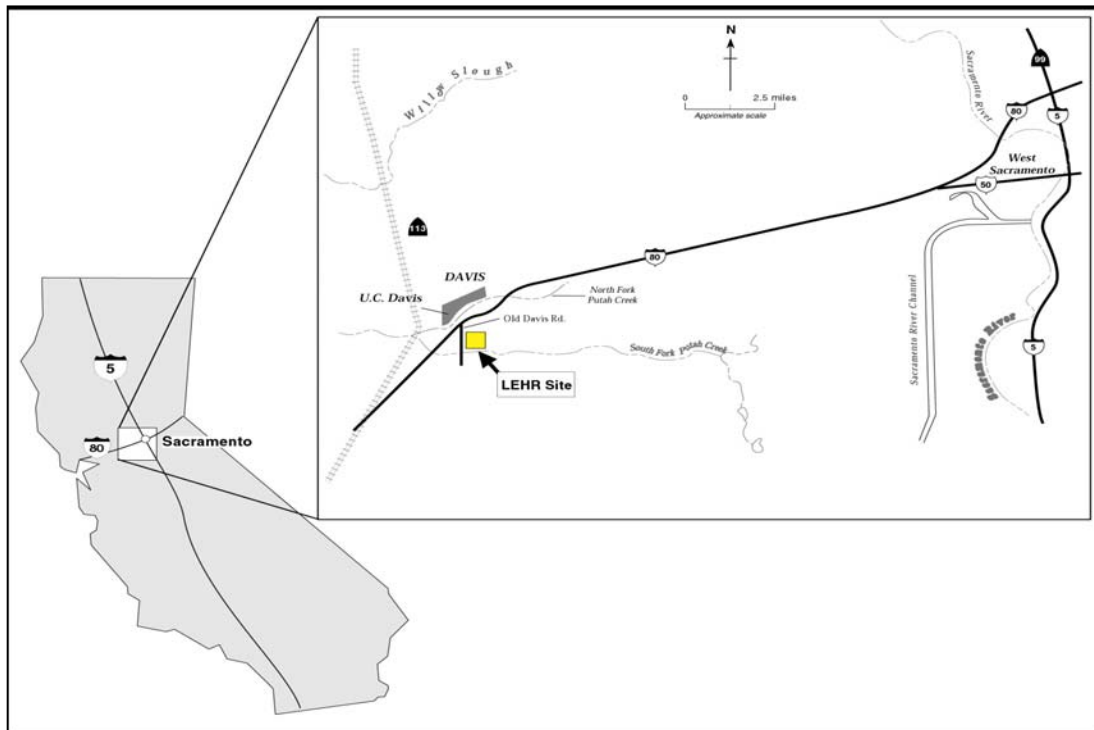 N
0 2.5 miles
Approximate scale
Willow Slough
Sacramento River
99
80
5
West
Sacramento
50
113
80
DAVIS
U.C. Davis
North Fork
Putah Creek
Old Davis Rd.
South Fork Putah Creek
LEHR Site
Sacramento River Channel
Sacramento River
5
5
80
Sacramento